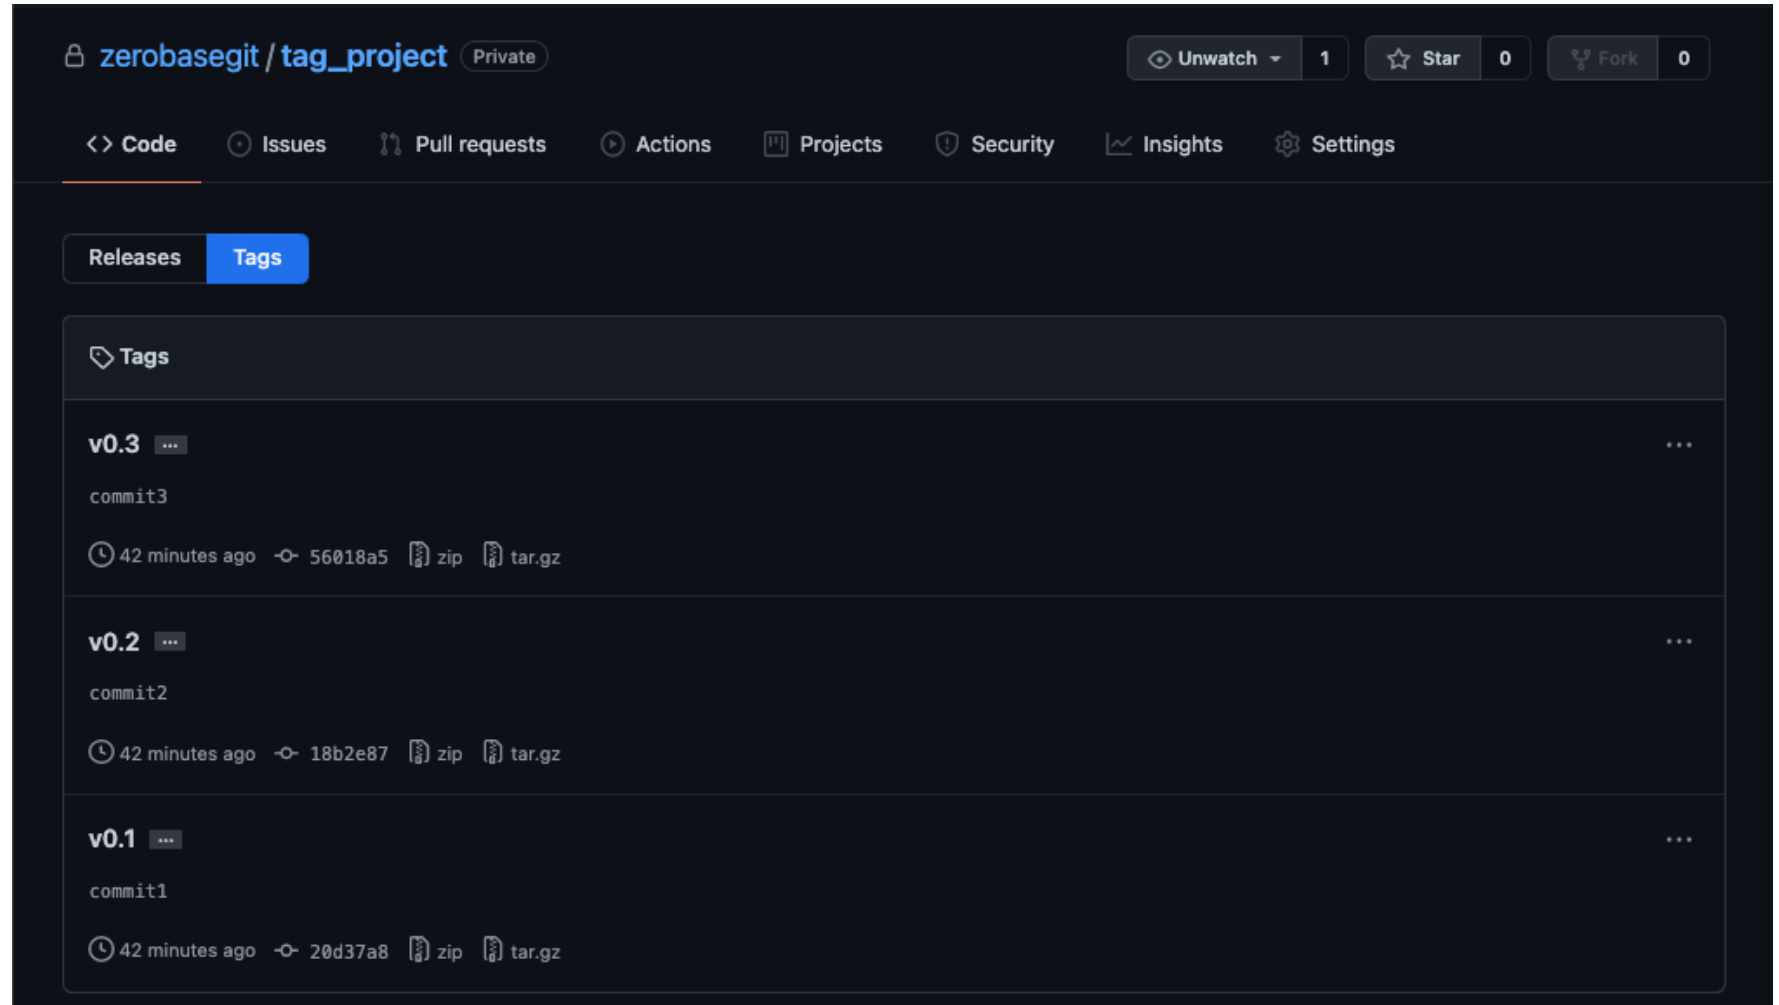 zerobasegit / tag_project Private Unwatch 1 Star 0 Fork 0
Code Issues Pull requests Actions Projects Security Insights Settings
Releases Tags
Tags
v0.3 ... ...
commit3
42 minutes ago 56018a5 zip tar.gz
v0.2 ... ...
commit2
42 minutes ago 18b2e87 zip tar.gz
v0.1 ... ...
commit1
42 minutes ago 20d37a8 zip tar.gz